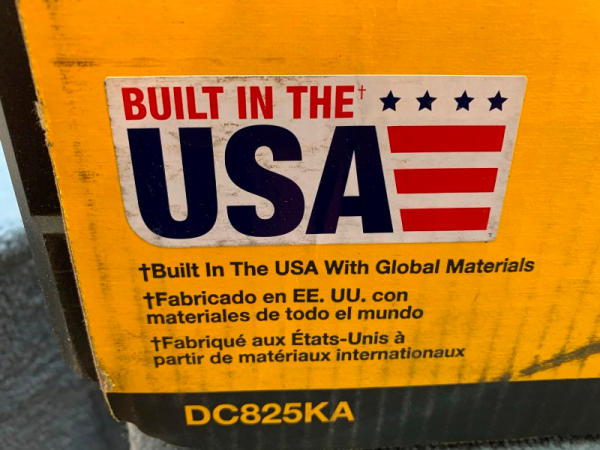 BUILT IN THE†
USA
†Built In The USA With Global Materials
†Fabricado en EE. UU. con
materiales de todo el mundo
†Fabriqué aux États-Unis à
partir de matériaux internationaux
DC825KA